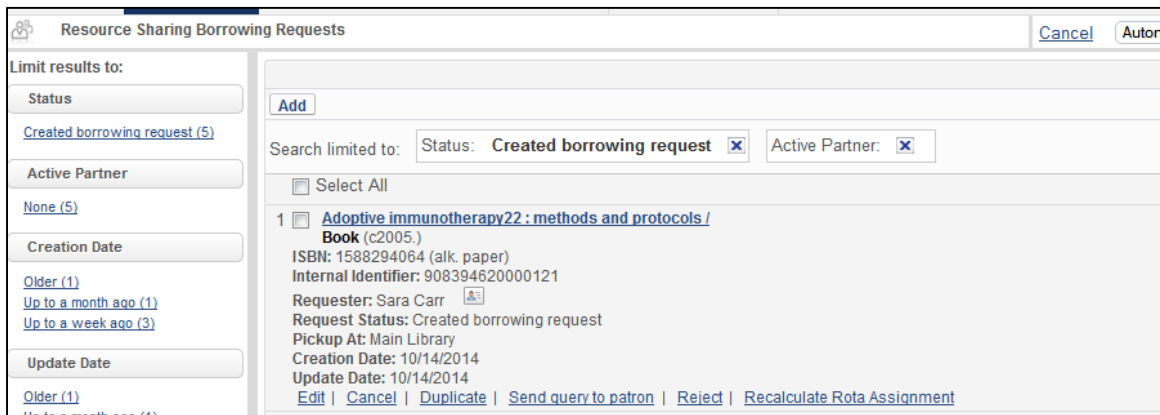 Resource Sharing Borrowing Requests
Cancel
Limit results to:
Status
Created borrowing request (5)
Active Partner
None (5)
Creation Date
Older (1)
Up to a month ago (1)
Up to a week ago (3)
Update Date
Older (1)
Add
Search limited to: Status: Created borrowing request Active Partner:
Select All
1 Adoptive immunotherapy22 : methods and protocols /
Book (c2005.)
ISBN: 1588294064 (alk. paper)
Internal Identifier: 908394620000121
Requester: Sara Carr
Request Status: Created borrowing request
Pickup At: Main Library
Creation Date: 10/14/2014
Update Date: 10/14/2014
Edit | Cancel | Duplicate | Send query to patron | Reject | Recalculate Rota Assignment